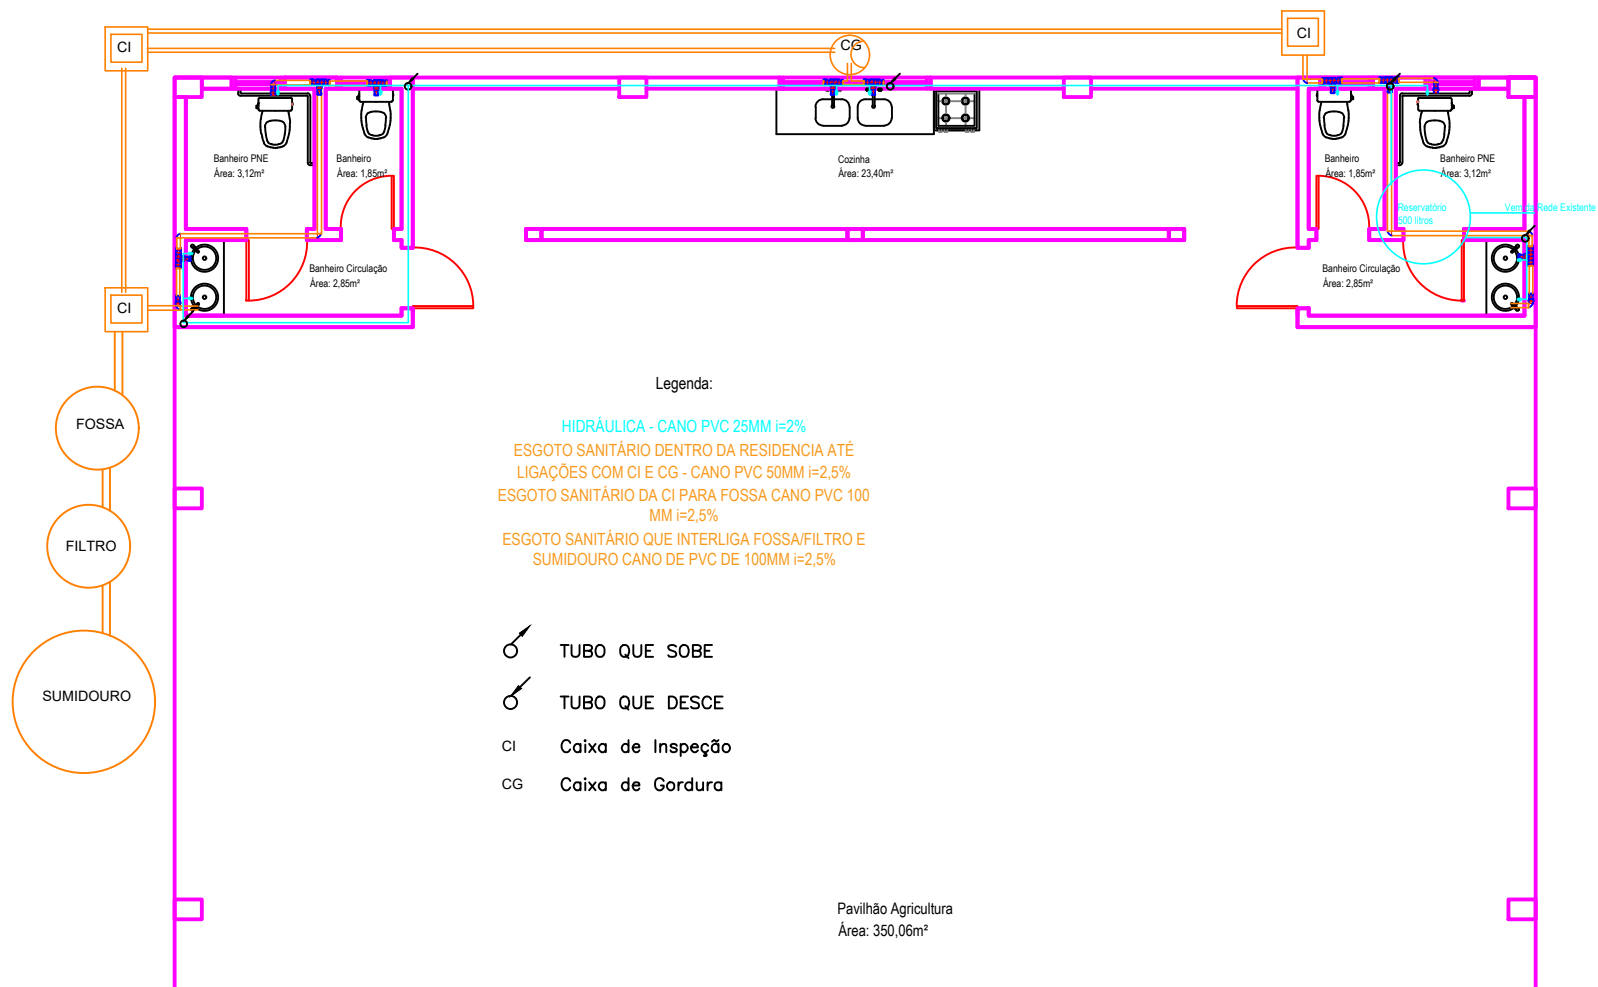 CI
CG
CI
Banheiro PNE
Área: 3,12m²
Banheiro
Área: 1,85m²
Cozinha
Área: 23,40m²
Banheiro
Área: 1,85m²
Banheiro PNE
Área: 3,12m²
Reservatório
500 litros
Vem da Rede Existente
Banheiro Circulação
Área: 2,85m²
Banheiro Circulação
Área: 2,85m²
CI
FOSSA
FILTRO
SUMIDOURO
Legenda:
HIDRÁULICA - CANO PVC 25MM i=2%
ESGOTO SANITÁRIO DENTRO DA RESIDENCIA ATÉ
LIGAÇÕES COM CI E CG - CANO PVC 50MM i=2,5%
ESGOTO SANITÁRIO DA CI PARA FOSSA CANO PVC 100
MM i=2,5%
ESGOTO SANITÁRIO QUE INTERLIGA FOSSA/FILTRO E
SUMIDOURO CANO DE PVC DE 100MM i=2,5%
TUBO QUE SOBE
TUBO QUE DESCE
CI Caixa de Inspeção
CG Caixa de Gordura
Pavilhão Agricultura
Área: 350,06m²